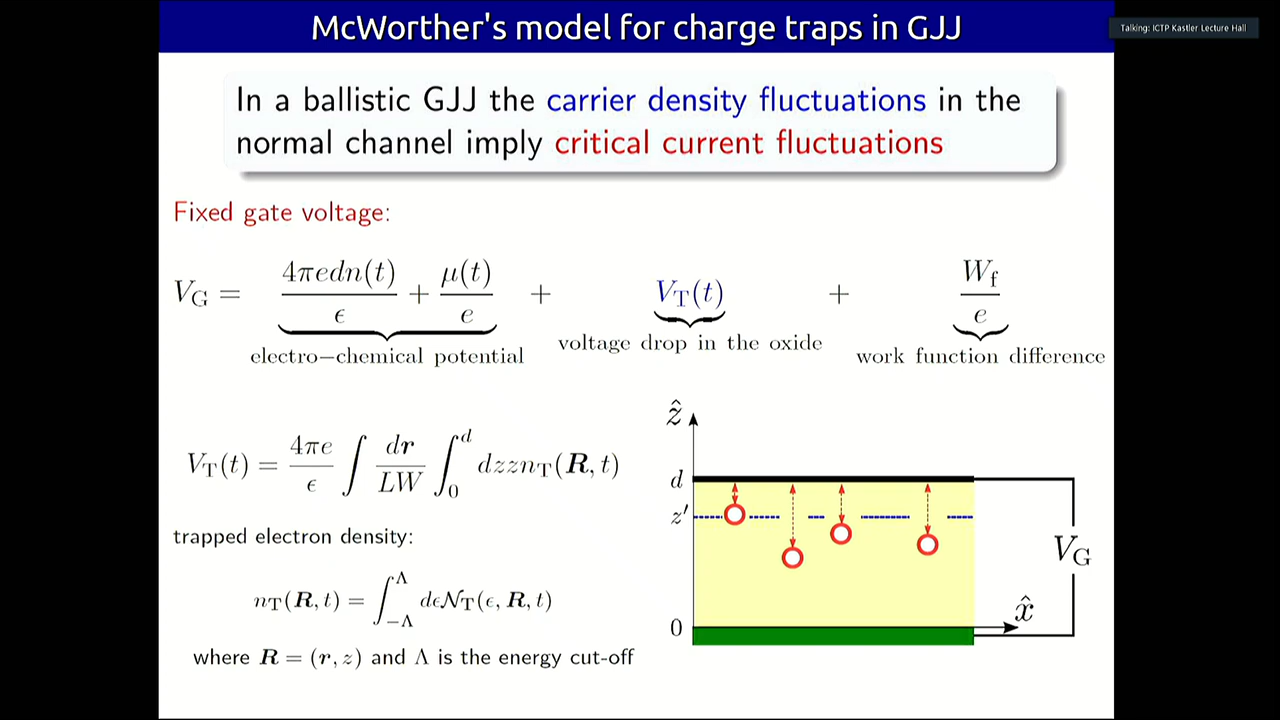 McWorther's model for charge traps in GJJ
Talking: ICTP Kastler Lecture Hall
In a ballistic GJJ the carrier density fluctuations in the
normal channel imply critical current fluctuations
Fixed gate voltage:
V_G = 4πedn(t)/ϵ + μ(t)/e + V_T(t) + W_f/e
electro−chemical potential
voltage drop in the oxide
work function difference
V_T(t) = 4πe/ϵ ∫ dr/LW ∫_0^d dzzn_T(R, t)
trapped electron density:
n_T(R, t) = ∫_{−Λ}^Λ dϵN_T(ϵ, R, t)
where R = (r, z) and Λ is the energy cut-off
ẑ
d
z′
V_G
x̂
0